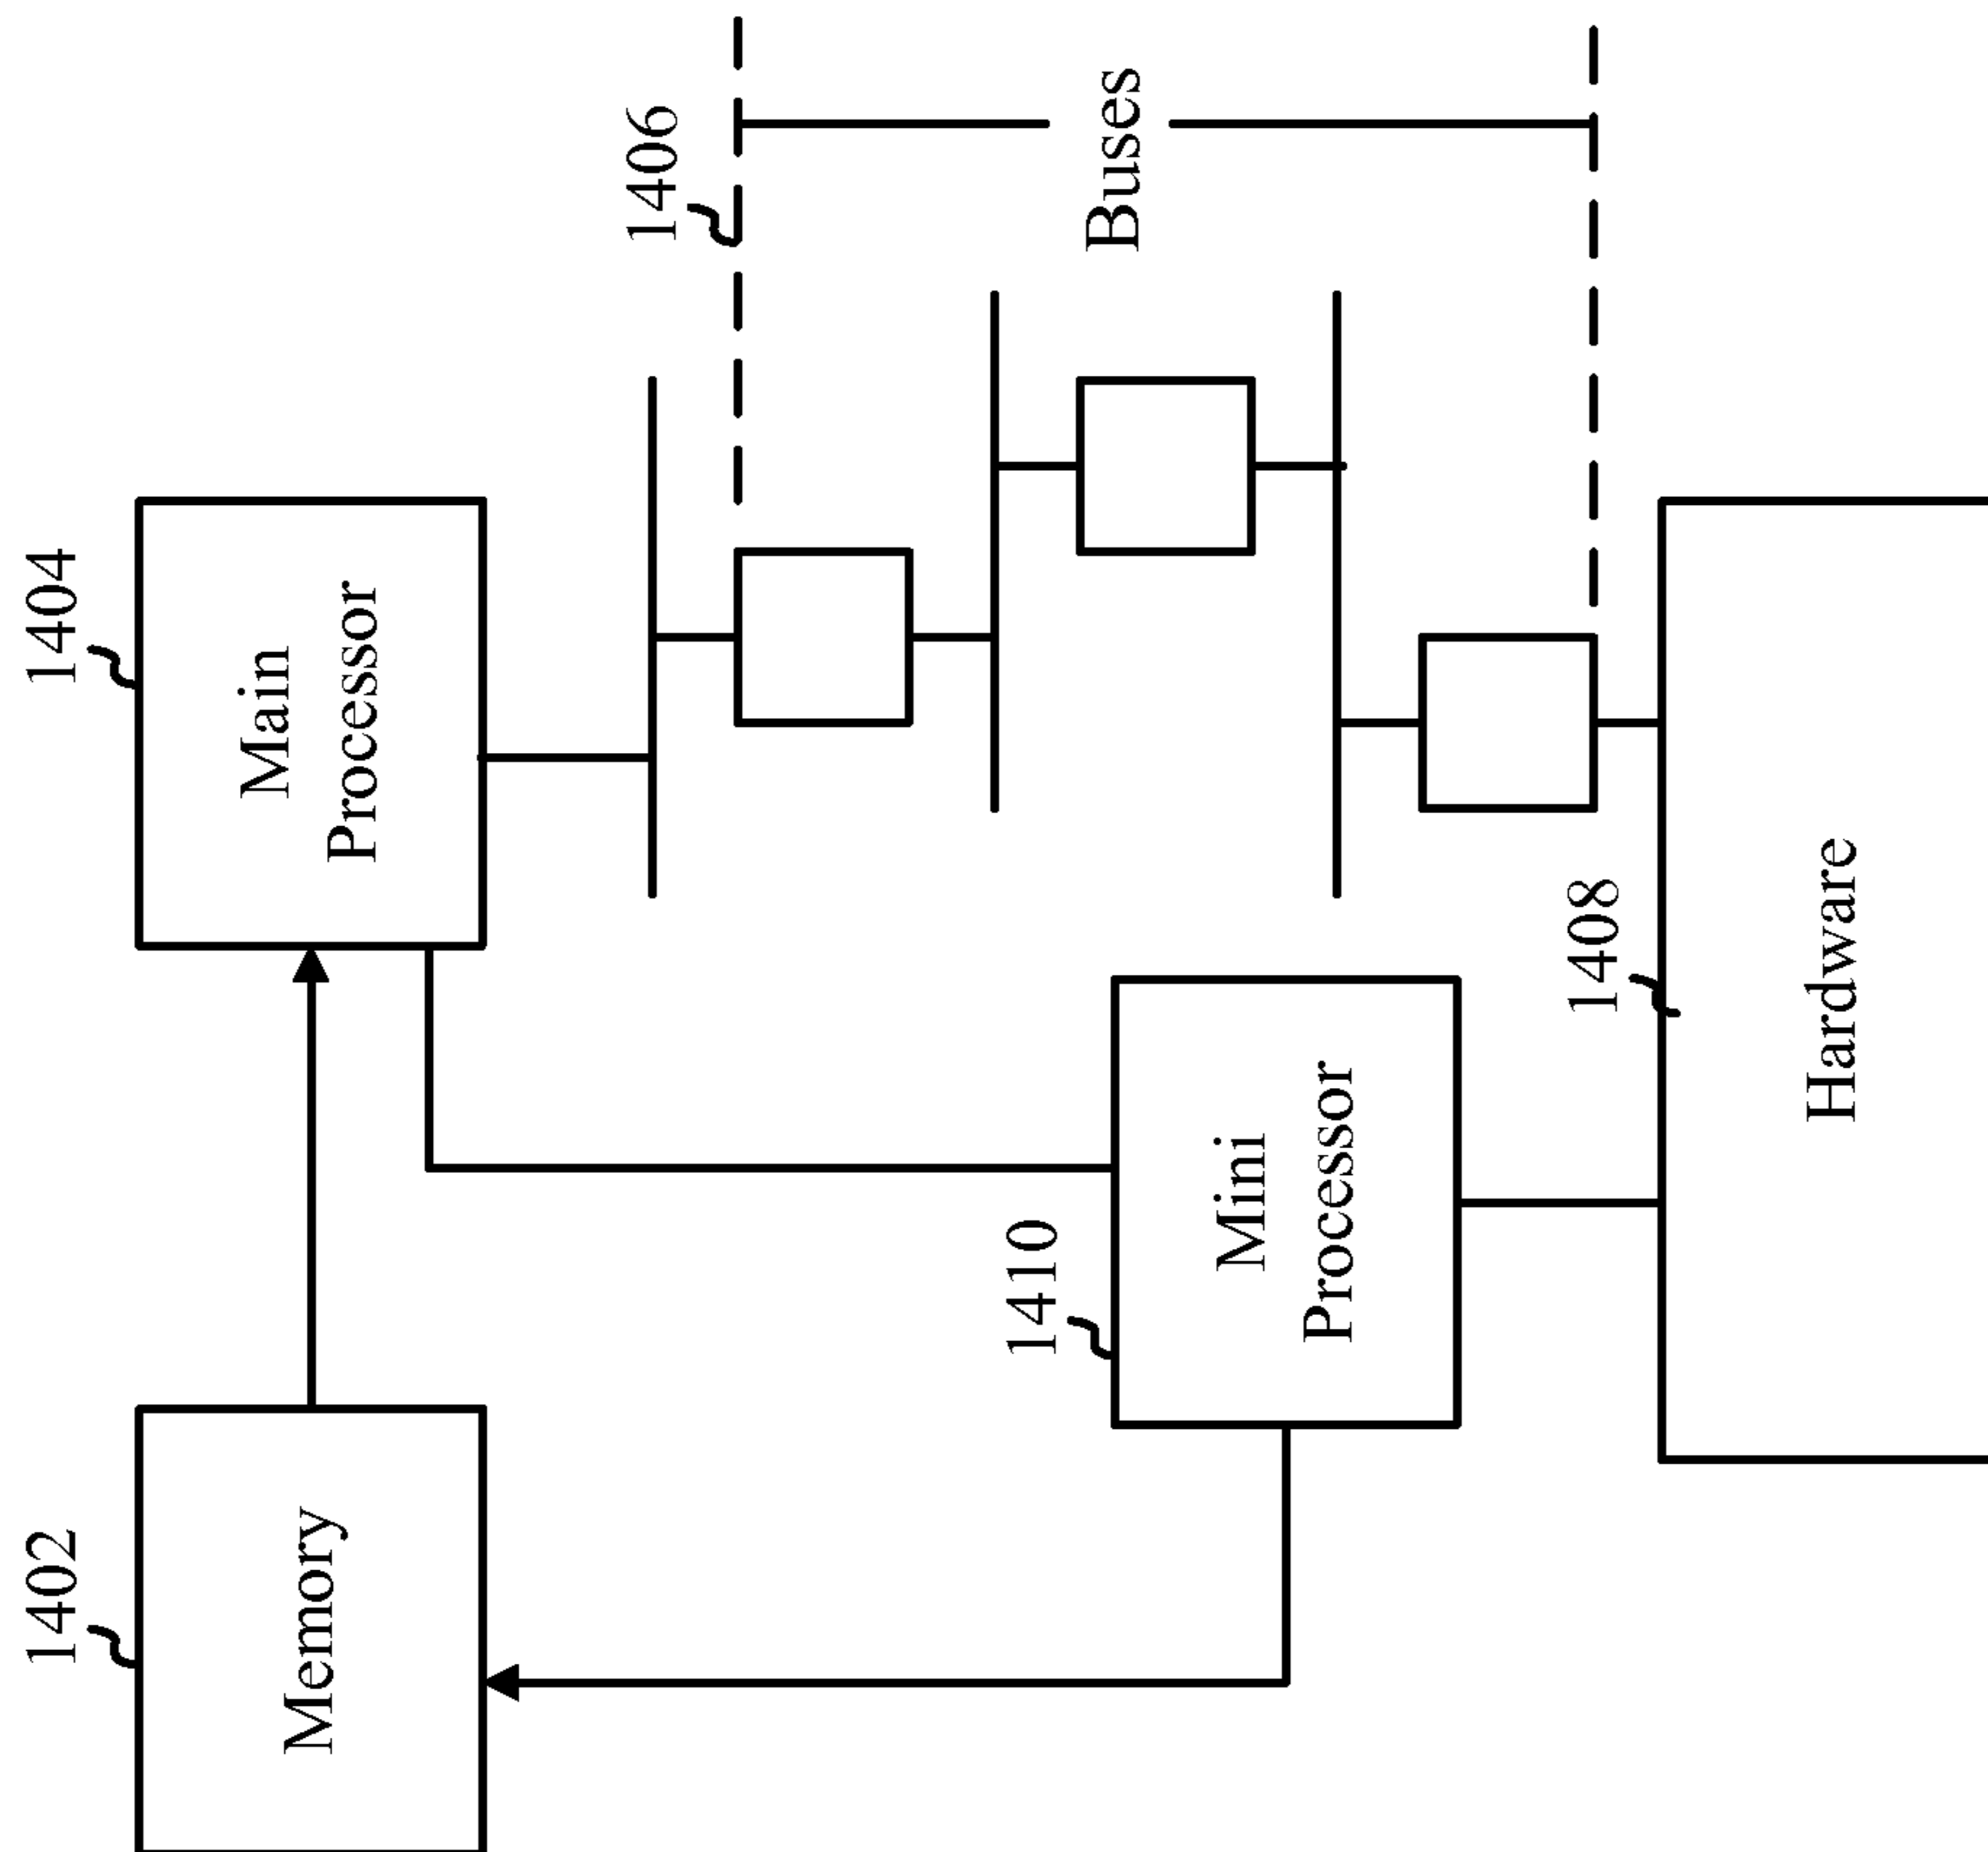 1402
Memory
1404
Main
Processor
1406
Buses
1410
Mini
Processor
1408
Hardware